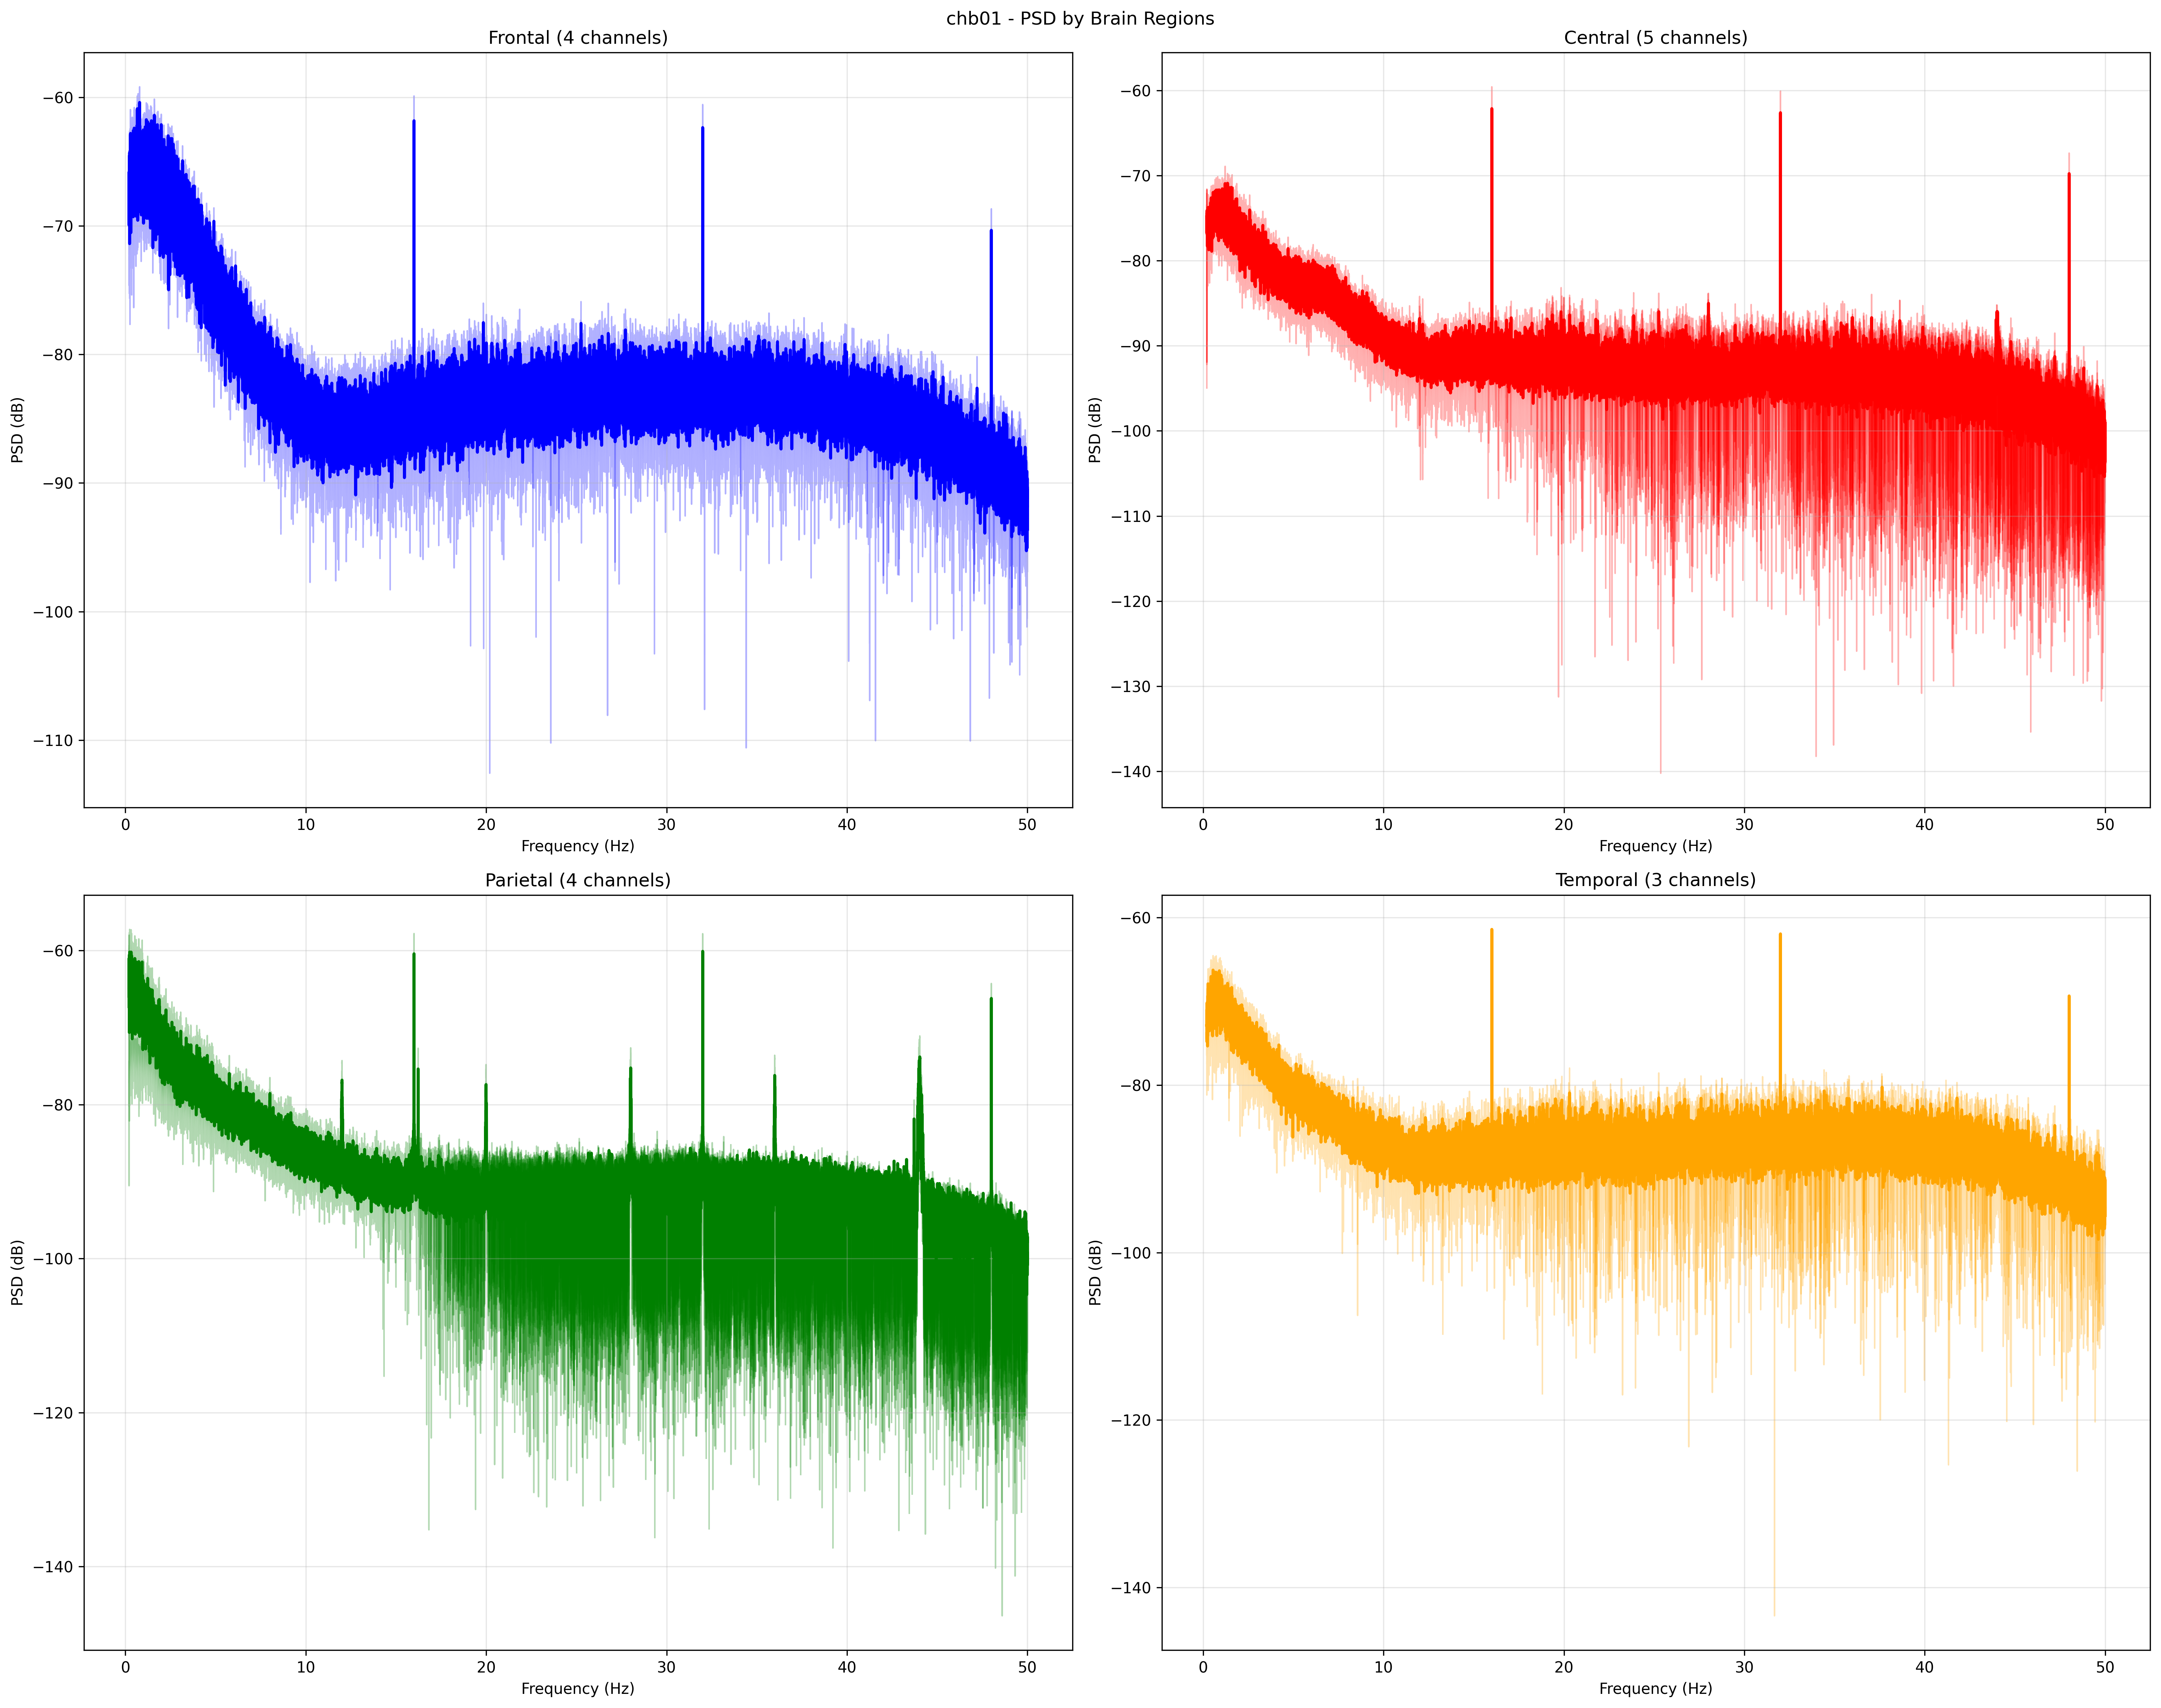 chb01 - PSD by Brain Regions
Frontal (4 channels)
PSD (dB)
−60
−70
−80
−90
−100
−110
0 10 20 30 40 50
Frequency (Hz)
Central (5 channels)
PSD (dB)
−60
−70
−80
−90
−100
−110
−120
−130
−140
0 10 20 30 40 50
Frequency (Hz)
Parietal (4 channels)
PSD (dB)
−60
−80
−100
−120
−140
0 10 20 30 40 50
Frequency (Hz)
Temporal (3 channels)
PSD (dB)
−60
−80
−100
−120
−140
0 10 20 30 40 50
Frequency (Hz)